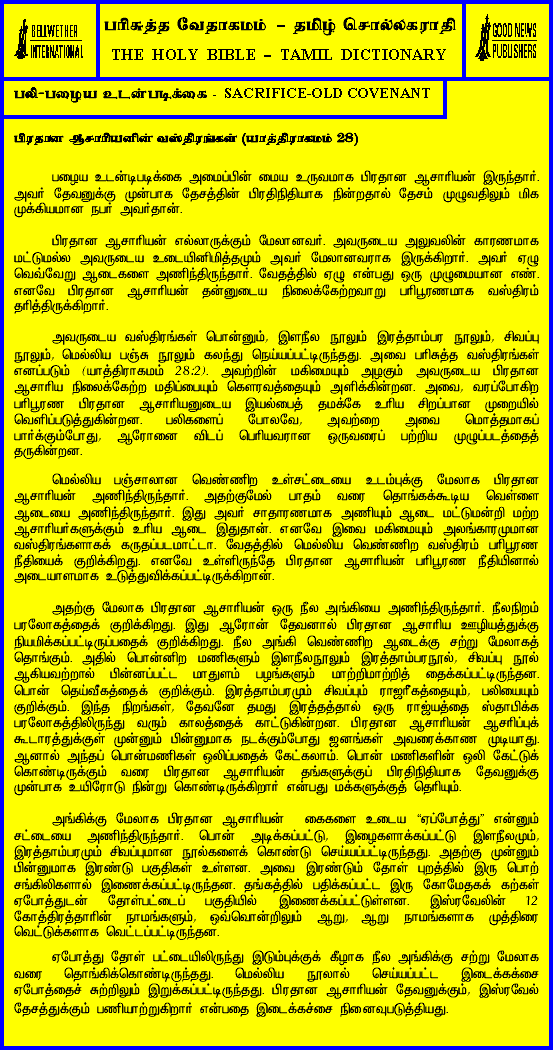 BELLWETHER
INTERNATIONAL
பரிசுத்த வேதாகமம் – தமிழ் சொல்லகராதி
THE HOLY BIBLE – TAMIL DICTIONARY
GOOD NEWS
PUBLISHERS
பலி-பழைய உடன்படிக்கை - SACRIFICE-OLD COVENANT
பிரதான ஆசாரியனின் வஸ்திரங்கள் (யாத்திராகமம் 28)
பழைய உடன்டிபடிக்கை அமைப்பின் மைய உருவமாக பிரதான ஆசாரியன் இருந்தார்.
அவர் தேவனுக்கு முன்பாக தேசத்தின் பிரதிநிதியாக நின்றதால் தேசம் முழுவதிலும் மிக
முக்கியமான நபர் அவர்தான்.
பிரதான ஆசாரியன் எல்லாருக்கும் மேலானவர். அவருடைய அலுவலின் காரணமாக
மட்டுமல்ல அவருடைய உடையினிமித்தமும் அவர் மேலானவராக இருக்கிறார். அவர் ஏழு
வெவ்வேறு ஆடைகளை அணிந்திருந்தார். வேதத்தில் ஏழு என்பது ஒரு முழுமையான எண்.
எனவே பிரதான ஆசாரியன் தன்னுடைய நிலைக்கேற்றவாறு பரிபூரணமாக வஸ்திரம்
தரித்திருக்கிறார்.
அவருடைய வஸ்திரங்கள் பொன்னும், இளநீல நூலும் இரத்தாம்பர நூலும், சிவப்பு
நூலும், மெல்லிய பஞ்சு நூலும் கலந்து நெய்யப்பட்டிருந்தது. அவை பரிசுத்த வஸ்திரங்கள்
எனப்படும் (யாத்திராகமம் 28:2). அவற்றின் மகிமையும் அழகும் அவருடைய பிரதான
ஆசாரிய நிலைக்கேற்ற மதிப்பையும் கௌரவத்தையும் அளிக்கின்றன. அவை, வரப்போகிற
பரிபூரண பிரதான ஆசாரியனுடைய இயல்பைத் தமக்கே உரிய சிறப்பான முறையில்
வெளிப்படுத்துகின்றன. பலிகளைப் போலவே, அவற்றை அவை மொத்தமாகப்
பார்க்கும்போது, ஆரோனை விடப் பெரியவரான ஒருவரைப் பற்றிய முழுப்படத்தைத்
தருகின்றன.
மெல்லிய பஞ்சாலான வெண்ணிற உள்சட்டையை உடம்புக்கு மேலாக பிரதான
ஆசாரியன் அணிந்திருந்தார். அதற்குமேல் பாதம் வரை தொங்கக்கூடிய வெள்ளை
ஆடையை அணிந்திருந்தார். இது அவர் சாதாரணமாக அணியும் ஆடை மட்டுமன்றி மற்ற
ஆசாரியர்களுக்கும் உரிய ஆடை இதுதான். எனவே இவை மகிமையும் அலங்காரமுமான
வஸ்திரங்களாகக் கருதப்படமாட்டா. வேதத்தில் மெல்லிய வெண்ணிற வஸ்திரம் பரிபூரண
நீதியைக் குறிக்கிறது. எனவே உள்ளிருந்தே பிரதான ஆசாரியன் பரிபூரண நீதியினால்
அடையாளமாக உடுத்துவிக்கப்பட்டிருக்கிறான்.
அதற்கு மேலாக பிரதான ஆசாரியன் ஒரு நீல அங்கியை அணிந்திருந்தார். நீலநிறம்
பரலோகத்தைக் குறிக்கிறது. இது ஆரோன் தேவனால் பிரதான ஆசாரிய ஊழியத்துக்கு
நியமிக்கப்பட்டிருப்பதைக் குறிக்கிறது. நீல அங்கி வெண்ணிற ஆடைக்கு சற்று மேலாகத்
தொங்கும். அதில் பொன்னிற மணிகளும் இளநீலநூலும் இரத்தாம்பரநூல், சிவப்பு நூல்
ஆகியவற்றால் பின்னப்பட்ட மாதுளம் பழங்களும் மாற்றிமாற்றித் தைக்கப்பட்டிருந்தன.
பொன் தெய்வீகத்தைக் குறிக்கும். இரத்தாம்பரமும் சிவப்பும் ராஜரீகத்தையும், பலியையும்
குறிக்கும். இந்த நிறங்கள், தேவனே தமது இரத்தத்தால் ஒரு ராஜ்யத்தை ஸ்தாபிக்க
பரலோகத்திலிருந்து வரும் காலத்தைக் காட்டுகின்றன. பிரதான ஆசாரியன் ஆசரிப்புக்
கூடாரத்துக்குள் முன்னும் பின்னுமாக நடக்கும்போது ஜனங்கள் அவரைக்காண முடியாது.
ஆனால் அந்தப் பொன்மணிகள் ஒலிப்பதைக் கேட்கலாம். பொன் மணிகளின் ஒலி கேட்டுக்
கொண்டிருக்கும் வரை பிரதான ஆசாரியன் தங்களுக்குப் பிரதிநிதியாக தேவனுக்கு
முன்பாக உயிரோடு நின்று கொண்டிருக்கிறார் என்பது மக்களுக்குத் தெரியும்.
அங்கிக்கு மேலாக பிரதான ஆசாரியன் கைகளை உடைய “ஏப்போத்து” என்னும்
சட்டையை அணிந்திருந்தார். பொன் அடிக்கப்பட்டு, இழைகளாக்கப்பட்டு இளநீலமும்,
இரத்தாம்பரமும் சிவப்புமான நூல்களைக் கொண்டு செய்யப்பட்டிருந்தது. அதற்கு முன்னும்
பின்னுமாக இரண்டு பகுதிகள் உள்ளன. அவை இரண்டும் தோள் புறத்தில் இரு பொற்
சங்கிலிகளால் இணைக்கப்பட்டிருந்தன. தங்கத்தில் பதிக்கப்பட்ட இரு கோமேதகக் கற்கள்
ஏபோத்துடன் தோள்பட்டைப் பகுதியில் இணைக்கப்பட்டுள்ளன. இஸ்ரவேலின் 12
கோத்திரத்தாரின் நாமங்களும், ஒவ்வொன்றிலும் ஆறு, ஆறு நாமங்களாக முத்திரை
வெட்டுக்களாக வெட்டப்பட்டிருந்தன.
ஏபோத்து தோள் பட்டையிலிருந்து இடுப்புக்குக் கீழாக நீல அங்கிக்கு சற்று மேலாக
வரை தொங்கிக்கொண்டிருந்தது. மெல்லிய நூலால் செய்யப்பட்ட இடைக்கச்சை
ஏபோத்தைச் சுற்றிலும் இறுக்கப்பட்டிருந்தது. பிரதான ஆசாரியன் தேவனுக்கும், இஸ்ரவேல்
தேசத்துக்கும் பணியாற்றுகிறார் என்பதை இடைக்கச்சை நினைவுபடுத்தியது.